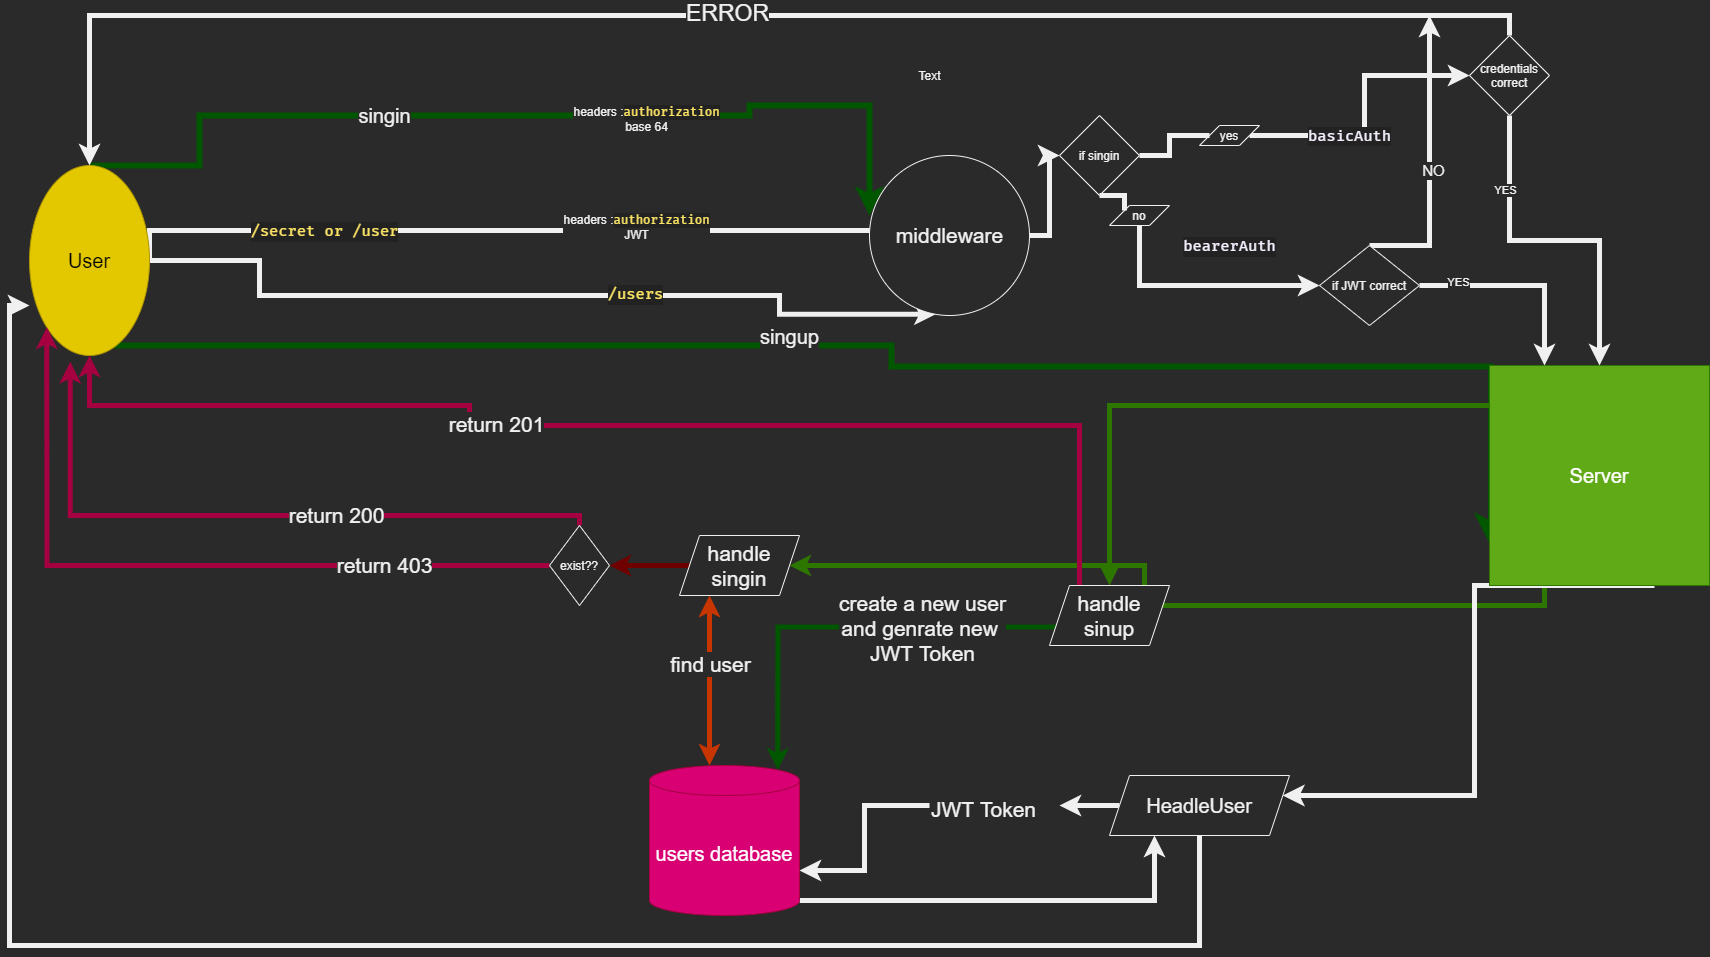 ERROR
Text
credentials
correct
singin
headers :authorization
base 64
if singin
yes
basicAuth
NO
YES
no
/secret or /user
headers :authorization
JWT
middleware
bearerAuth
User
/users
if JWT correct
YES
singup
return 201
Server
return 200
return 403
exist??
handle
singin
create a new user
and genrate new
JWT Token
handle
sinup
find user
users database
JWT Token
HeadleUser